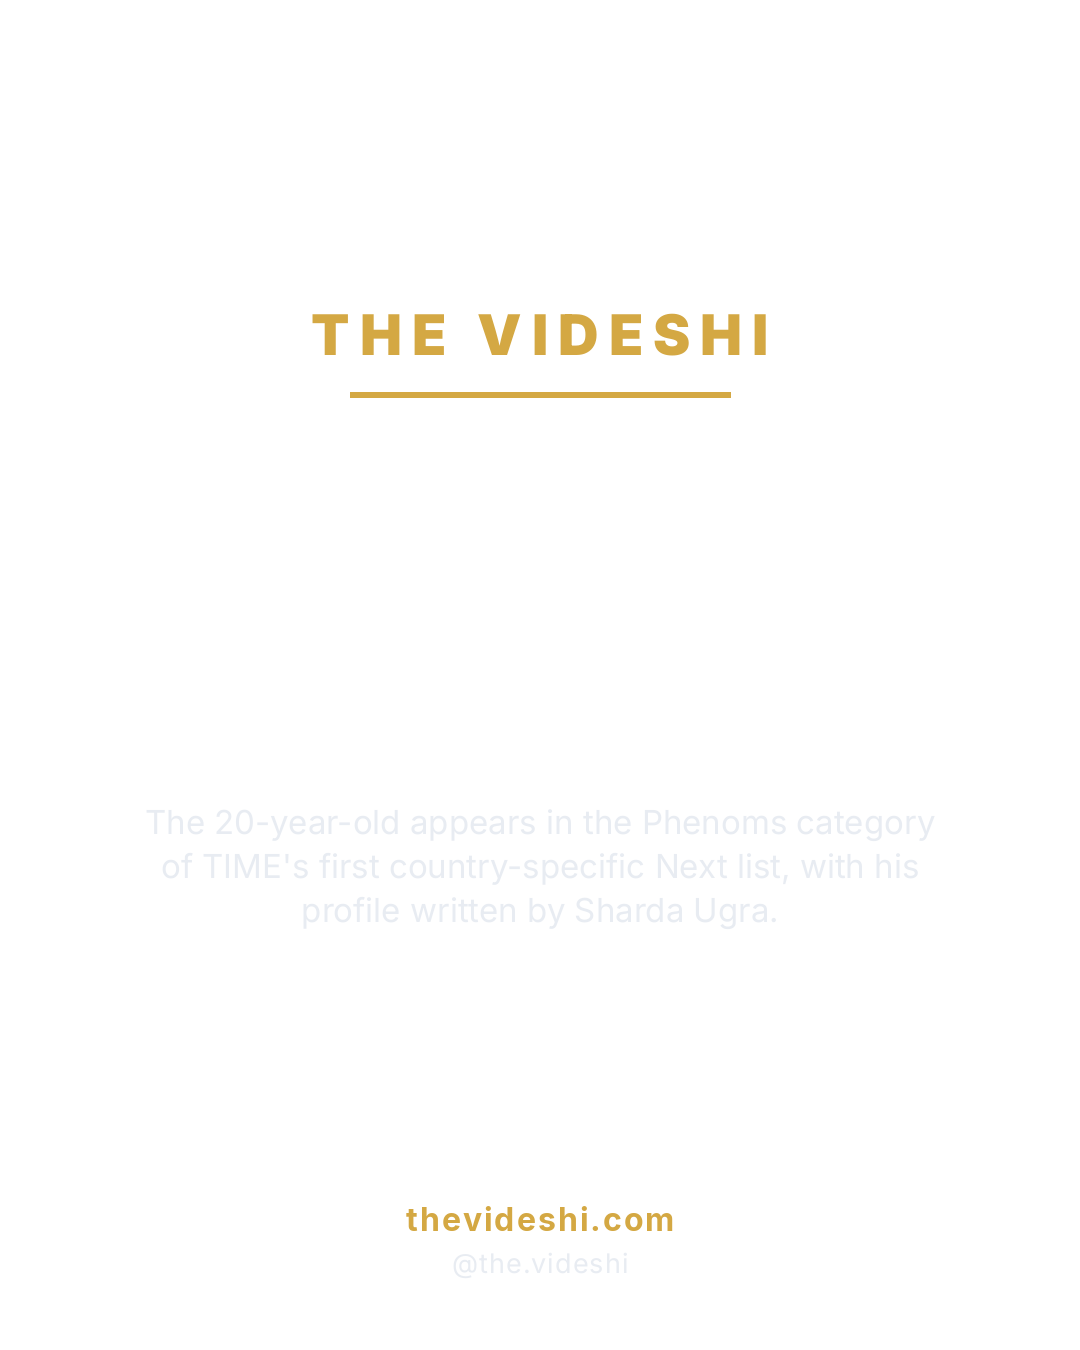 THE VIDESHI
The 20-year-old appears in the Phenoms category
of TIME's first country-specific Next list, with his
profile written by Sharda Ugra.
thevideshi.com
@the.videshi